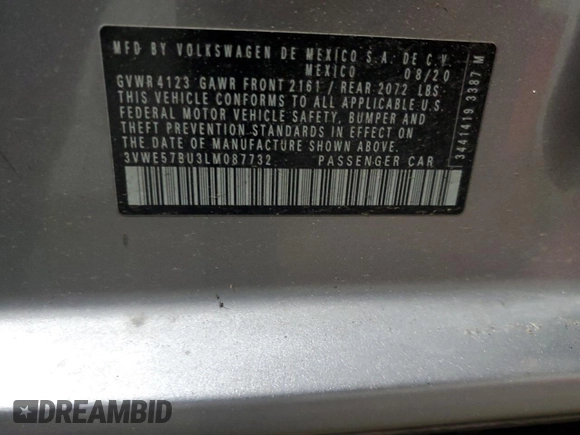 MFD BY VOLKSWAGEN DE MEXICO S.A. DE C.V.
MEXICO 08/20
GVWR 4123 GAWR FRONT 2161 / REAR 2072 LBS
THIS VEHICLE CONFORMS TO ALL APPLICABLE U.S.
FEDERAL MOTOR VEHICLE SAFETY, BUMPER AND
THEFT PREVENTION STANDARDS IN EFFECT ON
THE DATE OF MANUFACTURE SHOWN ABOVE.
3VWE57BU3LM087732 PASSENGER CAR
3441419 3387 M
DREAMBID